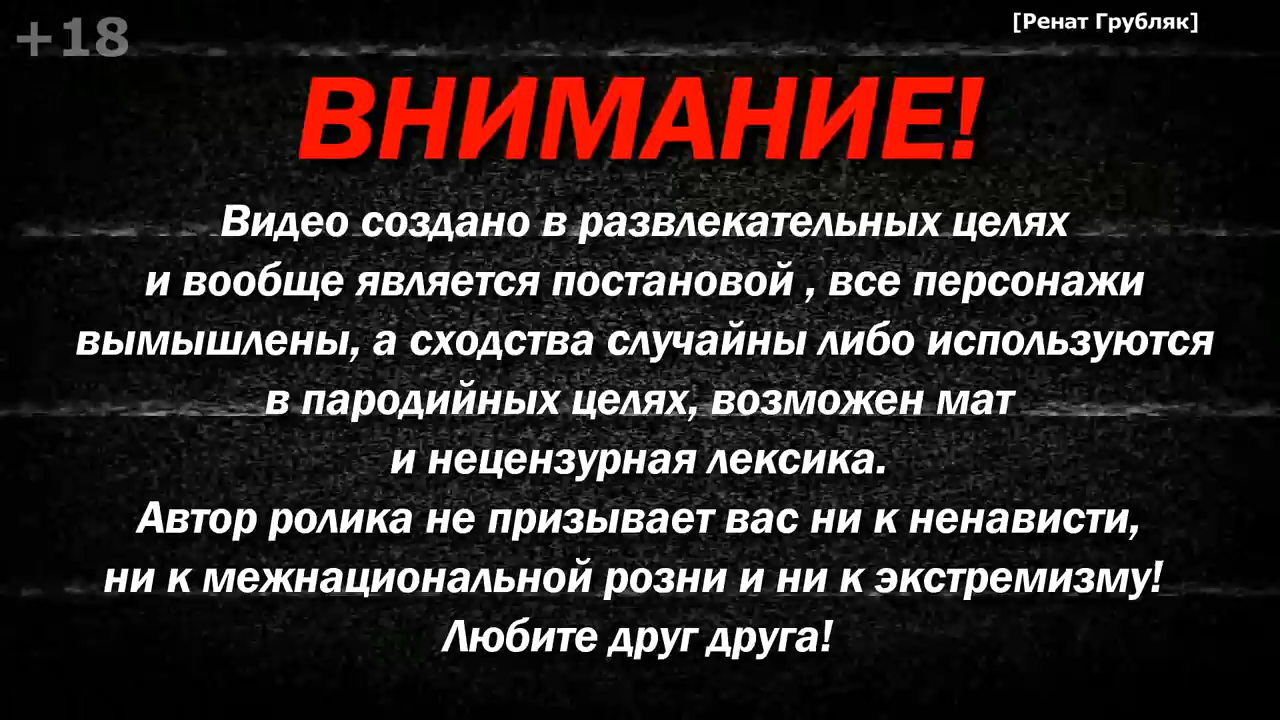 +18
[Ренат Грубляк]
ВНИМАНИЕ!
Видео создано в развлекательных целях
и вообще является постановой , все персонажи
вымышлены, а сходства случайны либо используются
в пародийных целях, возможен мат
и нецензурная лексика.
Автор ролика не призывает вас ни к ненависти,
ни к межнациональной розни и ни к экстремизму!
Любите друг друга!